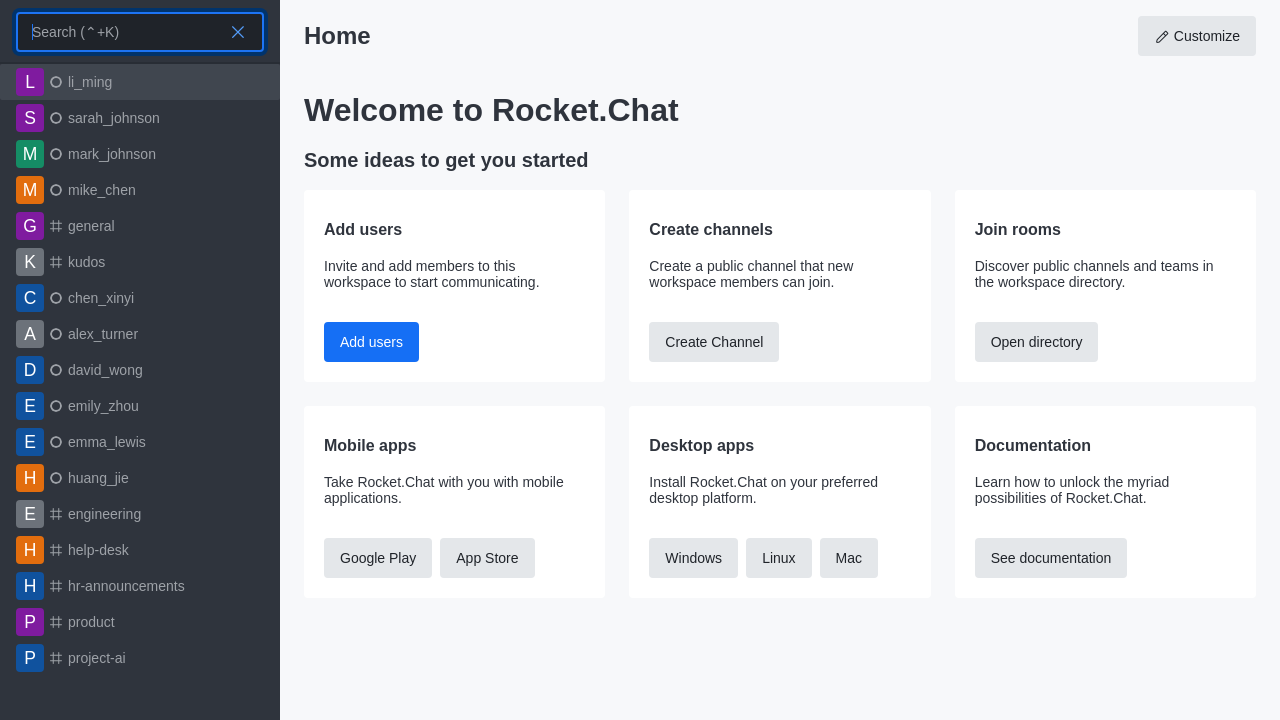 Search (⌃+K)
L li_ming
S sarah_johnson
M mark_johnson
M mike_chen
G general
K kudos
C chen_xinyi
A alex_turner
D david_wong
E emily_zhou
E emma_lewis
H huang_jie
E engineering
H help-desk
H hr-announcements
P product
P project-ai
Home
Customize
Welcome to Rocket.Chat
Some ideas to get you started
Add users
Invite and add members to this
workspace to start communicating.
Add users
Create channels
Create a public channel that new
workspace members can join.
Create Channel
Join rooms
Discover public channels and teams in
the workspace directory.
Open directory
Mobile apps
Take Rocket.Chat with you with mobile
applications.
Google Play App Store
Desktop apps
Install Rocket.Chat on your preferred
desktop platform.
Windows Linux Mac
Documentation
Learn how to unlock the myriad
possibilities of Rocket.Chat.
See documentation